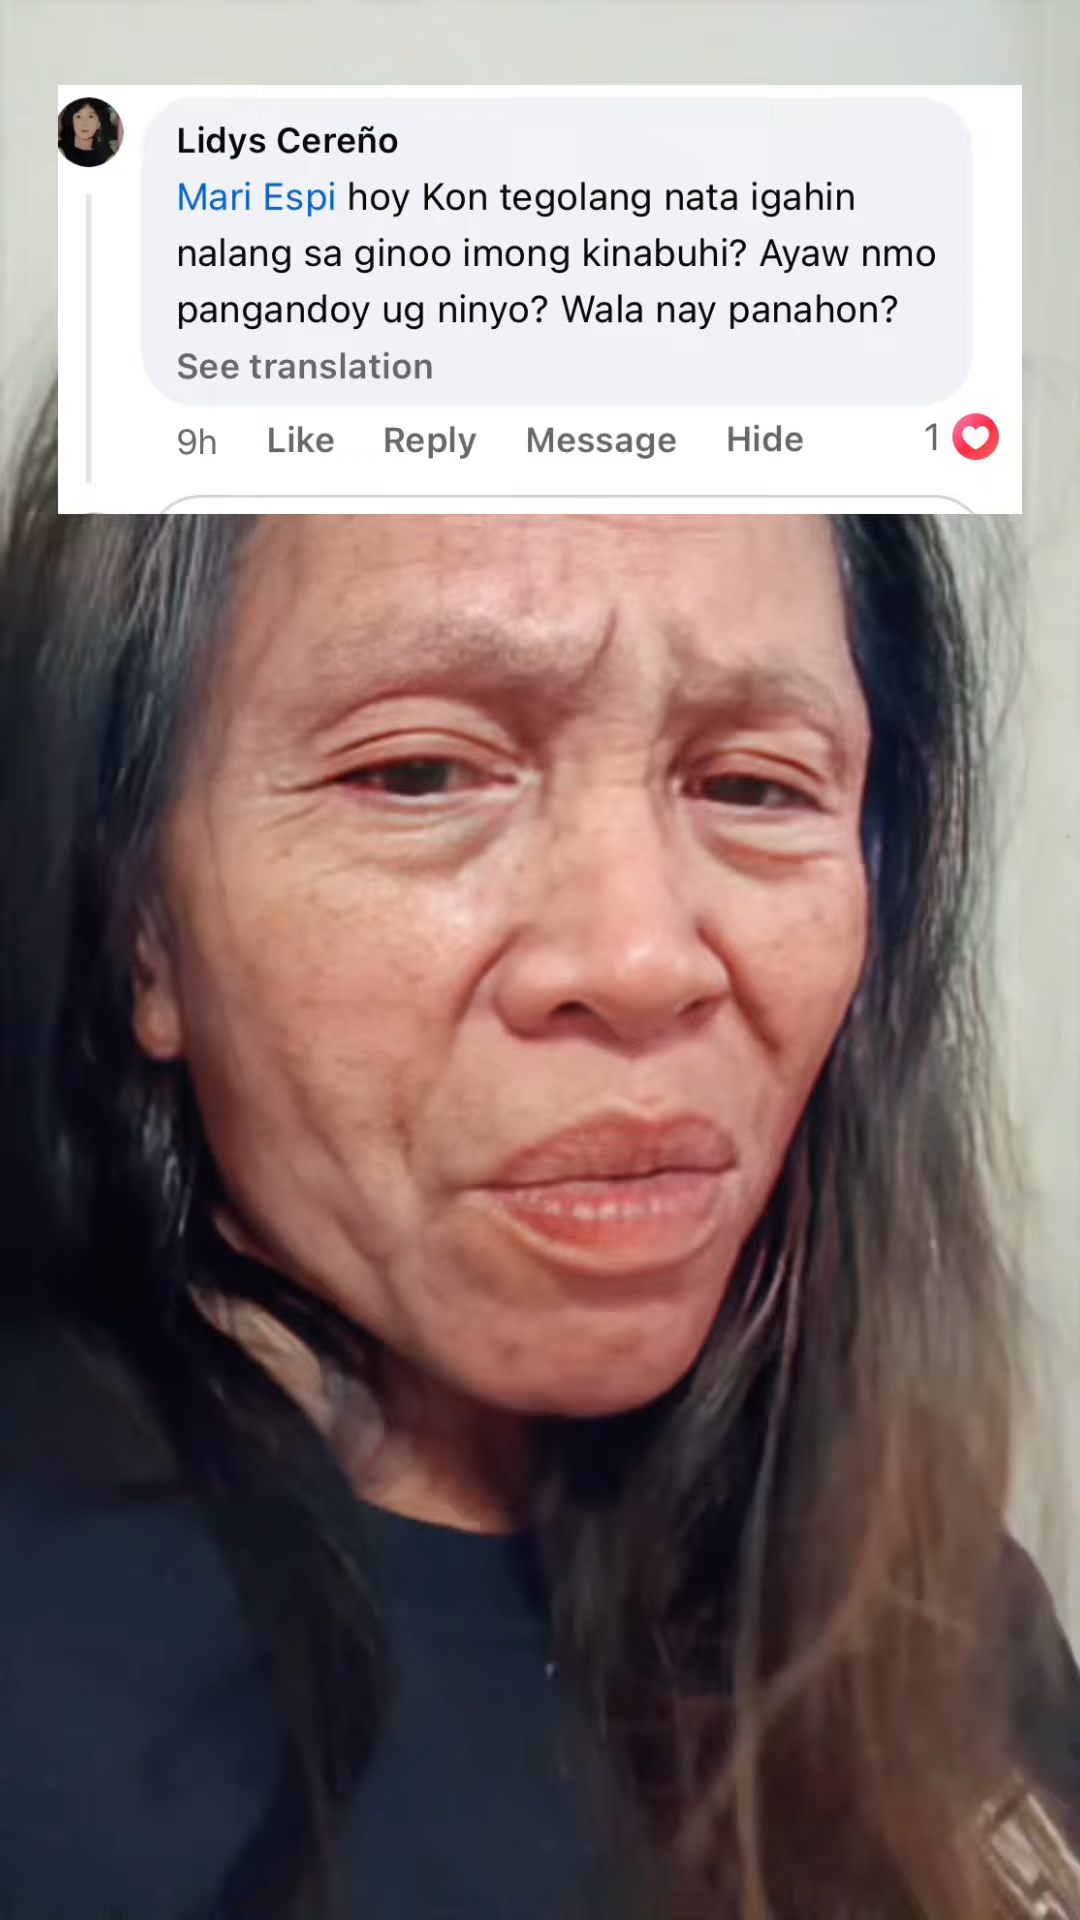 Lidys Cereño
Mari Espi hoy Kon tegolang nata igahin
nalang sa ginoo imong kinabuhi? Ayaw nmo
pangandoy ug ninyo? Wala nay panahon?
See translation
9h Like Reply Message Hide 1